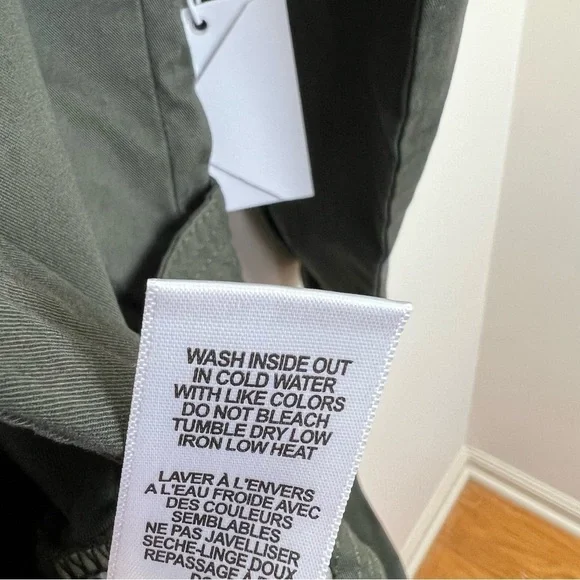 WASH INSIDE OUT
IN COLD WATER
WITH LIKE COLORS
DO NOT BLEACH
TUMBLE DRY LOW
IRON LOW HEAT
LAVER À L'ENVERS
A L'EAU FROIDE AVEC
DES COULEURS
SEMBLABLES
NE PAS JAVELLISER
SECHE-LINGE DOUX
REPASSAGE À